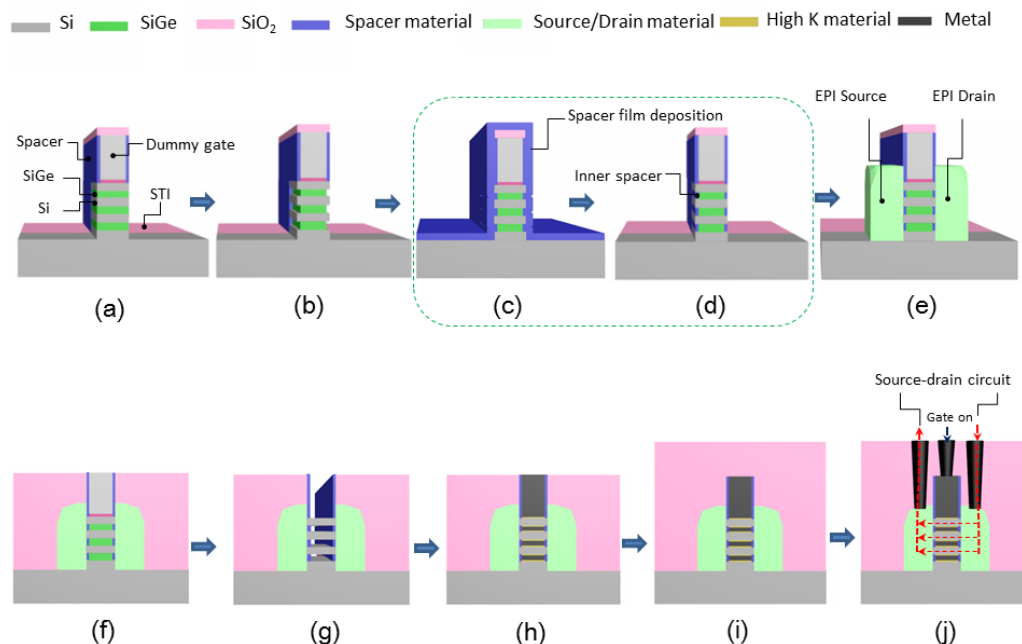 Si SiGe SiO2 Spacer material Source/Drain material High K material Metal
EPI Source EPI Drain
Spacer film deposition
Spacer Dummy gate
SiGe
Si
STI
Inner spacer
(a) (b) (c) (d) (e)
Source-drain circuit
Gate on
(f) (g) (h) (i) (j)